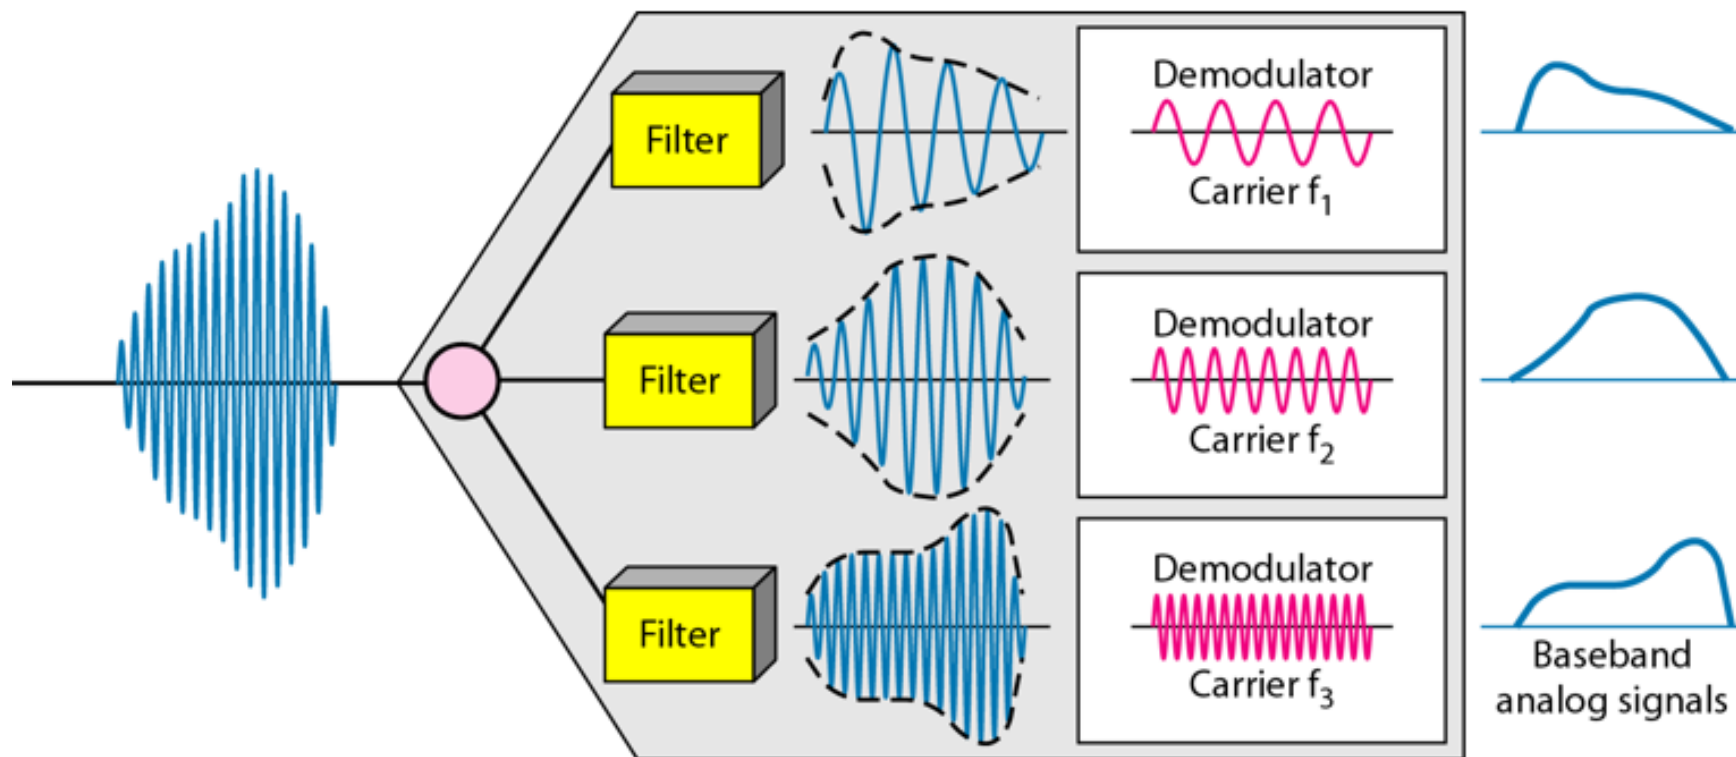 Filter
Demodulator
Carrier f₁
Filter
Demodulator
Carrier f₂
Filter
Demodulator
Carrier f₃
Baseband
analog signals